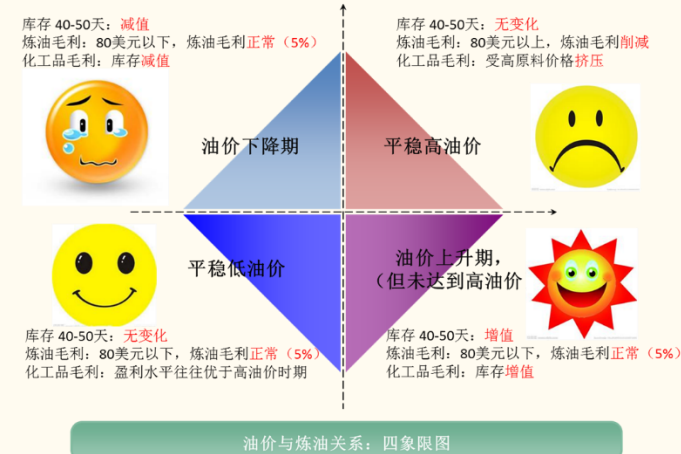 库存 40-50天：减值
炼油毛利：80美元以下，炼油毛利正常（5%）
化工品毛利：库存减值
库存 40-50天：无变化
炼油毛利：80美元以上，炼油毛利削减
化工品毛利：受高原料价格挤压
油价下降期
平稳高油价
平稳低油价
油价上升期，
（但未达到高油价
库存 40-50天：无变化
炼油毛利：80美元以下，炼油毛利正常（5%）
化工品毛利：盈利水平往往优于高油价时期
库存 40-50天：增值
炼油毛利：80美元以下，炼油毛利正常（5%）
化工品毛利：库存增值
油价与炼油关系：四象限图